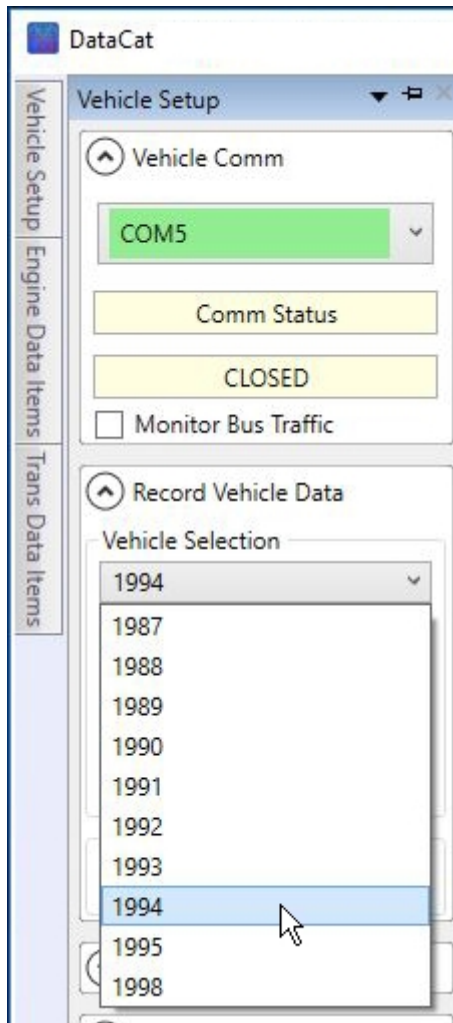 DataCat
Vehicle Setup
Engine Data Items
Trans Data Items
Vehicle Setup
Vehicle Comm
COM5
Comm Status
CLOSED
Monitor Bus Traffic
Record Vehicle Data
Vehicle Selection
1994
1987
1988
1989
1990
1991
1992
1993
1994
1995
1998